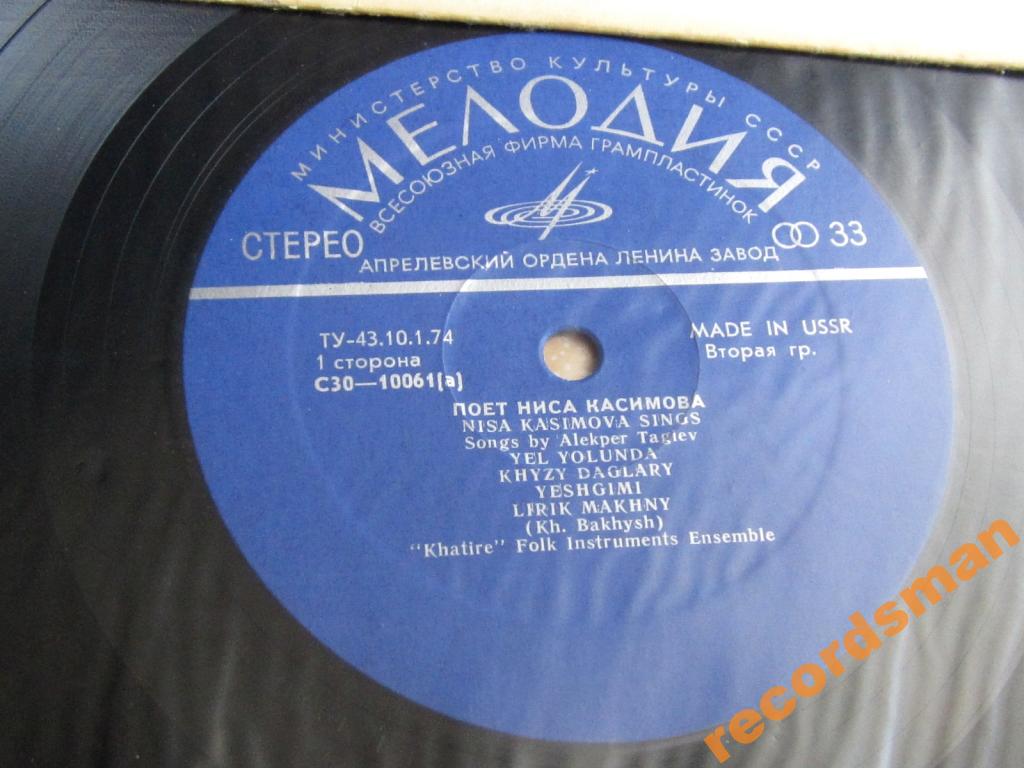 МИНИСТЕРСТВО КУЛЬТУРЫ СССР
МЕЛОДИЯ
ВСЕСОЮЗНАЯ ФИРМА ГРАМПЛАСТИНОК
СТЕРЕО
33
АПРЕЛЕВСКИЙ ОРДЕНА ЛЕНИНА ЗАВОД
ТУ-43.10.1.74
MADE IN USSR
1 сторона
Вторая гр.
С30—10061(а)
ПОЕТ НИСА КАСИМОВА
NISA KASIMOVA SINGS
Songs by Alekper Tagiev
YEL YOLUNDA
KHYZY DAGLARY
YESHGIMI
LIRIK MAKHNY
(Kh. Bakhysh)
"Khatire" Folk Instruments Ensemble
recordsman